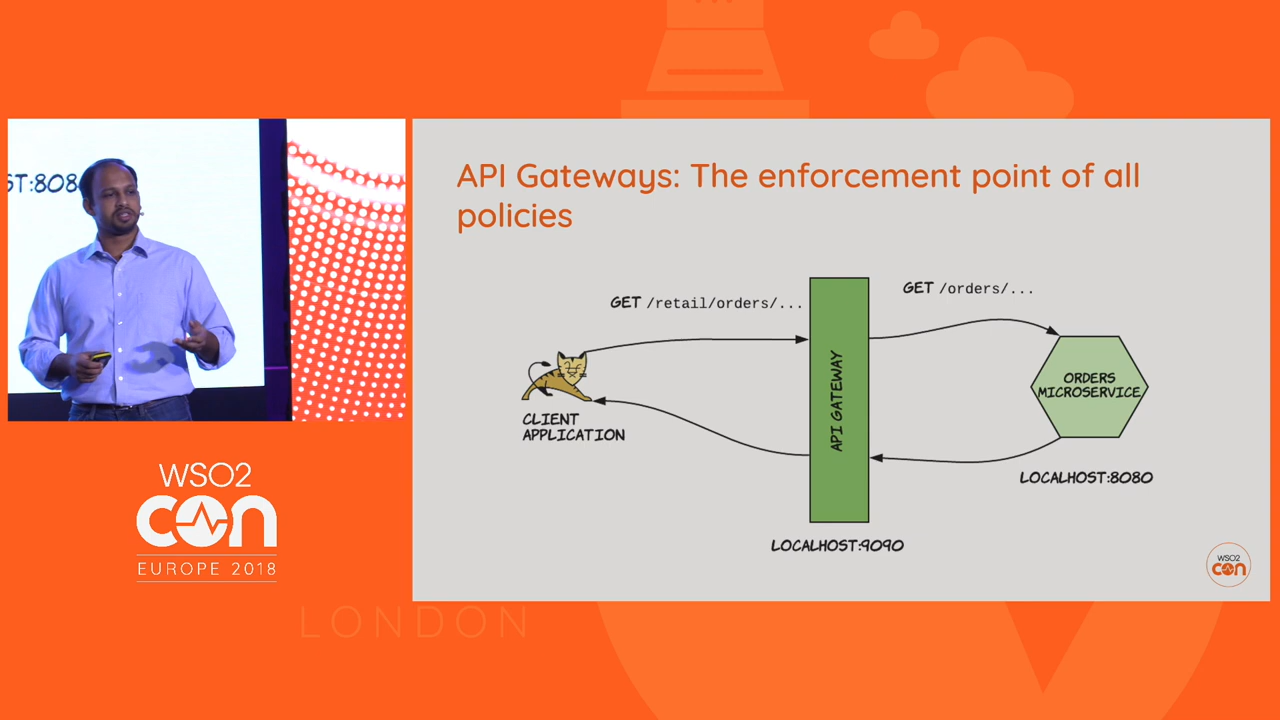 API Gateways: The enforcement point of all
policies
ST:808
GET /retail/orders/...
GET /orders/...
API GATEWAY
ORDERS
MICROSERVICE
CLIENT
APPLICATION
LOCALHOST:8080
LOCALHOST:9090
WSO2
CON
EUROPE 2018
WSO2
CON
LONDON